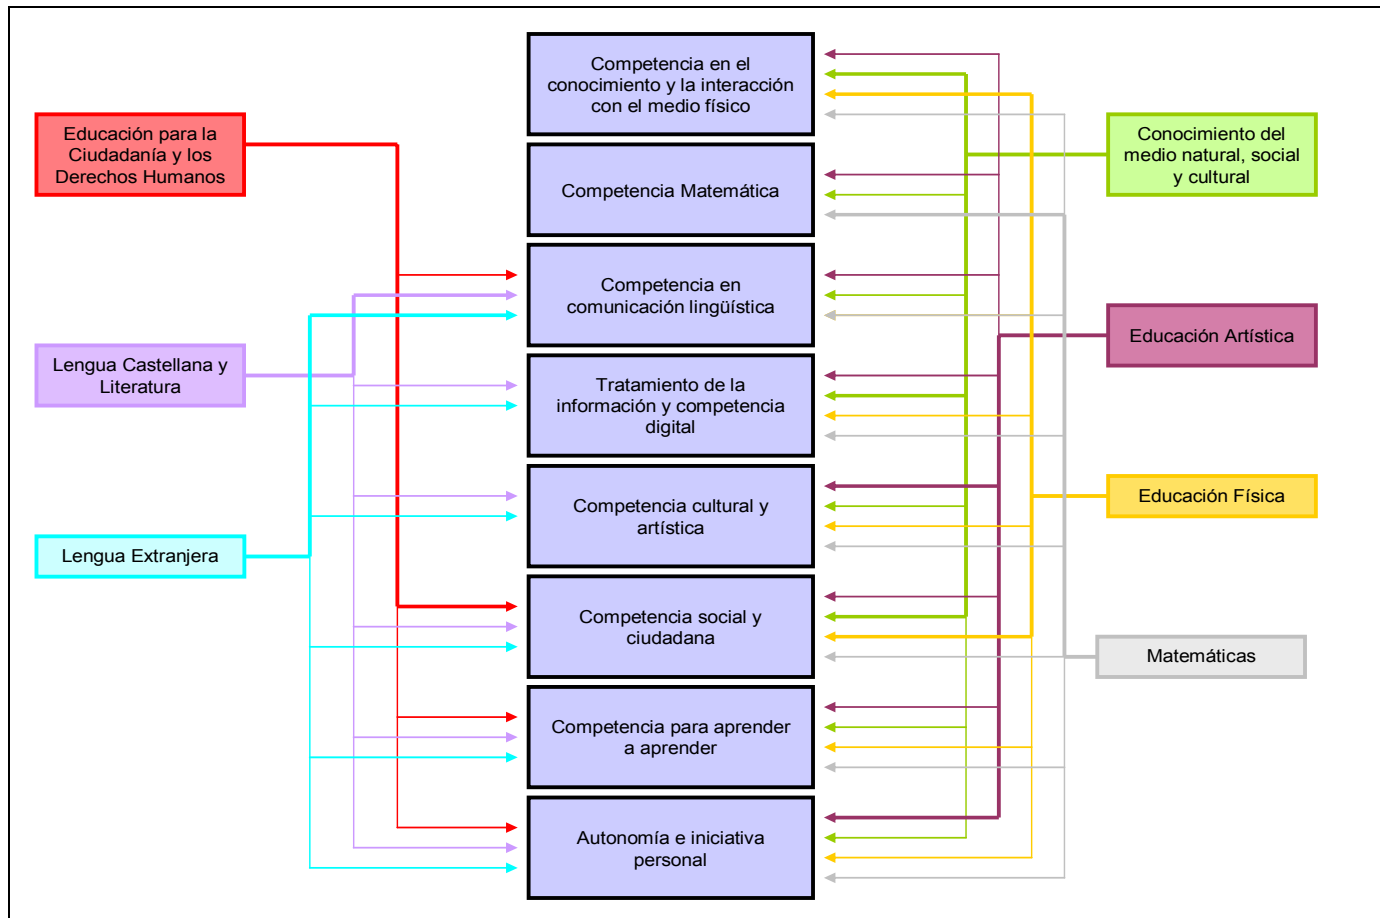 Competencia en el
conocimiento y la interacción
con el medio físico
Educación para la
Ciudadanía y los
Derechos Humanos
Conocimiento del
medio natural, social
y cultural
Competencia Matemática
Competencia en
comunicación lingüística
Educación Artística
Lengua Castellana y
Literatura
Tratamiento de la
información y competencia
digital
Educación Física
Competencia cultural y
artística
Lengua Extranjera
Competencia social y
ciudadana
Matemáticas
Competencia para aprender
a aprender
Autonomía e iniciativa
personal